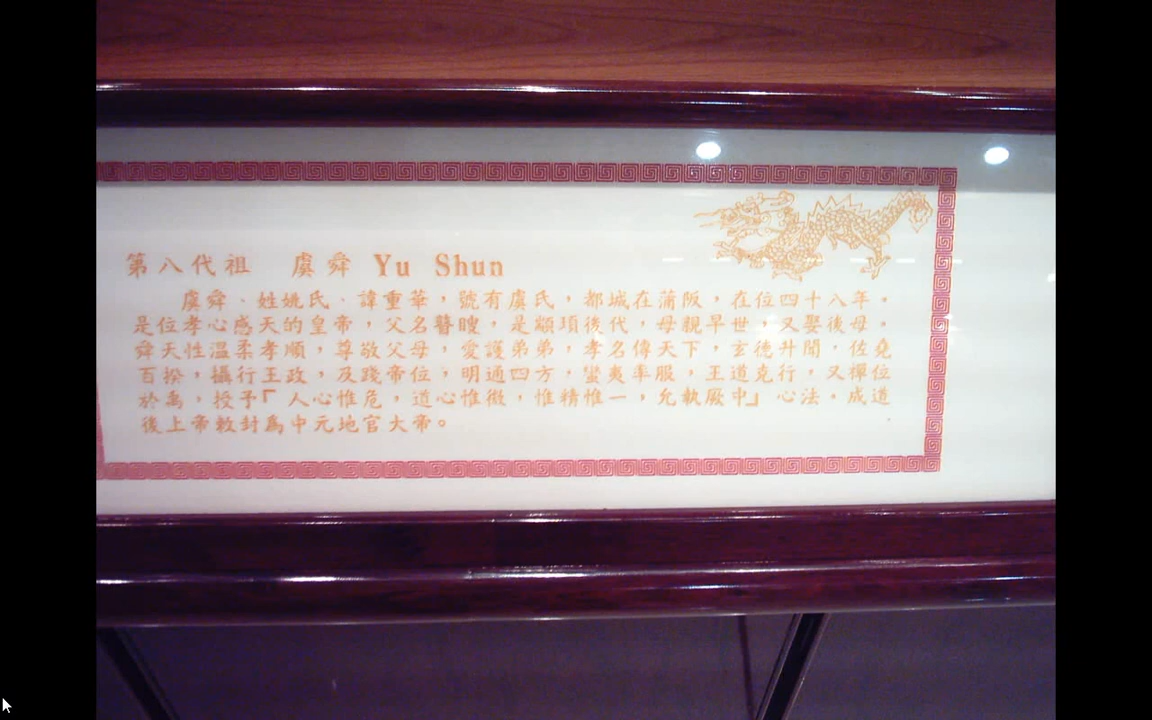 第八代祖　虞舜 Yu Shun
虞舜、姓姚氏、諱重華，號有虞氏，都城在蒲阪，在位四十八年。
是位孝心感天的皇帝，父名瞽瞍，是顓頊後代，母親早世，又娶後母，
舜天性溫柔孝順，尊敬父母，愛護弟弟，孝名傳天下，玄德升聞，佐堯
百揆，攝行王政，及踐帝位，明通四方，蠻夷率服，王道克行，又禪位
於禹，授予『人心惟危，道心惟微，惟精惟一，允執厥中』心法。成道
後上帝敕封為中元地官大帝。